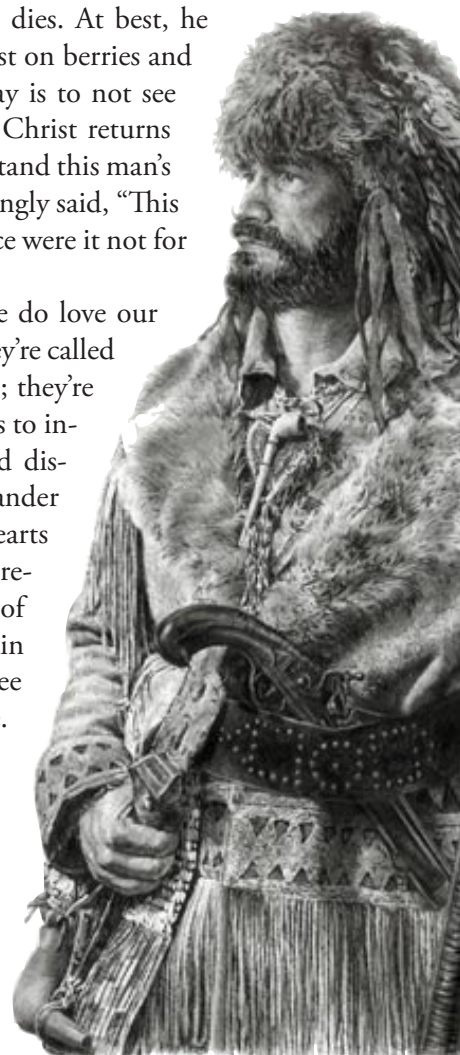 dies. At best, he
st on berries and
ay is to not see
Christ returns
tand this man’s
ngly said, “This
ce were it not for
e do love our
ey’re called
; they’re
s to in-
d dis-
ander
earts
re-
of
in
ee
.